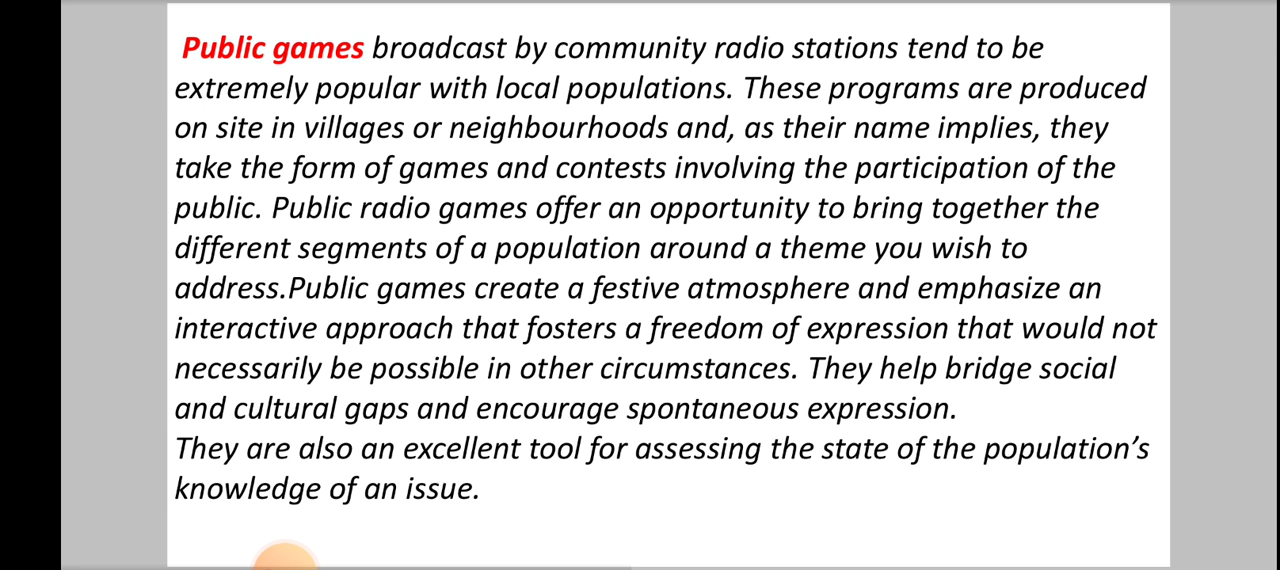 Public games broadcast by community radio stations tend to be
extremely popular with local populations. These programs are produced
on site in villages or neighbourhoods and, as their name implies, they
take the form of games and contests involving the participation of the
public. Public radio games offer an opportunity to bring together the
different segments of a population around a theme you wish to
address.Public games create a festive atmosphere and emphasize an
interactive approach that fosters a freedom of expression that would not
necessarily be possible in other circumstances. They help bridge social
and cultural gaps and encourage spontaneous expression.
They are also an excellent tool for assessing the state of the population’s
knowledge of an issue.